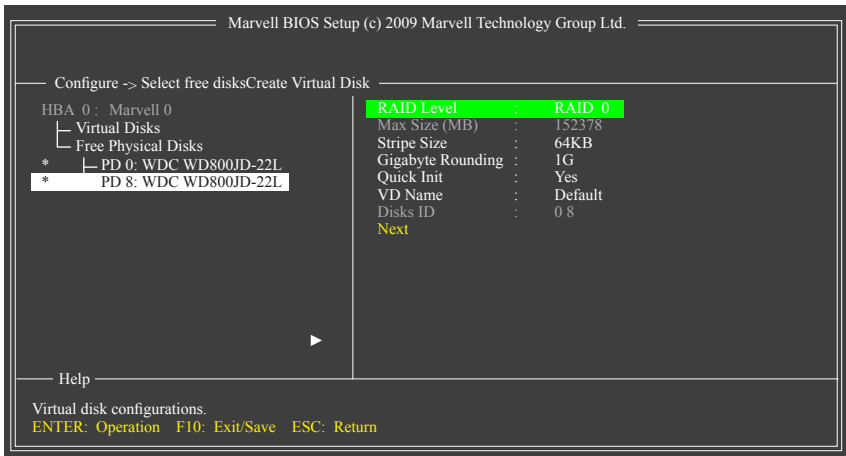 Marvell BIOS Setup (c) 2009 Marvell Technology Group Ltd.
Configure -> Select free disksCreate Virtual Disk
HBA 0 : Marvell 0
Virtual Disks
Free Physical Disks
* PD 0: WDC WD800JD-22L
* PD 8: WDC WD800JD-22L
RAID Level : RAID 0
Max Size (MB) : 152378
Stripe Size : 64KB
Gigabyte Rounding : 1G
Quick Init : Yes
VD Name : Default
Disks ID : 0 8
Next
Help
Virtual disk configurations.
ENTER: Operation F10: Exit/Save ESC: Return